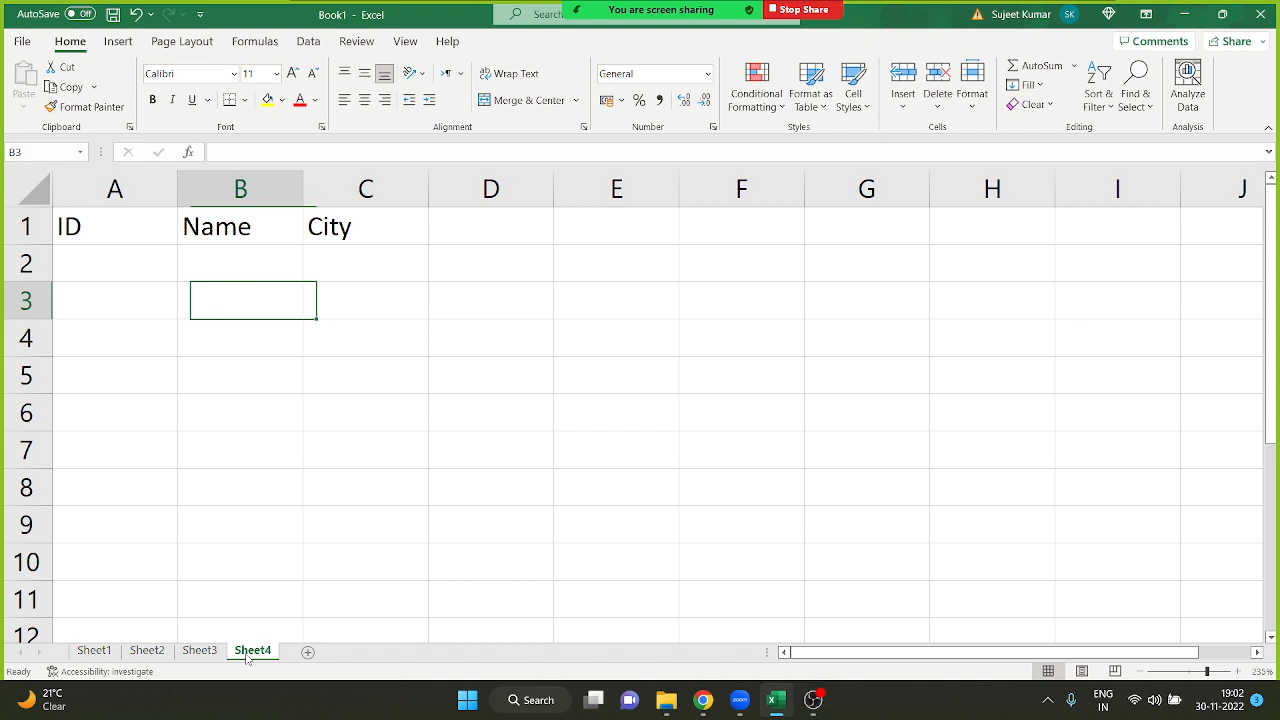 AutoSave Off Book1 - Excel Search You are screen sharing Stop Share Sujeet Kumar SK
File Home Insert Page Layout Formulas Data Review View Help Comments Share
Paste Cut Copy Format Painter Clipboard
Calibri 11 B I U A Font
Wrap Text Merge & Center Alignment
General % , Number
Conditional Formatting Format as Table Cell Styles Styles
Insert Delete Format Cells
AutoSum Fill Clear Sort & Filter Find & Select Editing
Analyze Data Analysis
B3 fx
A B C D E F G H I J
1 ID Name City
2
3
4
5
6
7
8
9
10
11
12
Sheet1 Sheet2 Sheet3 Sheet4
Ready Accessibility: Investigate 235%
21°C Clear Search ENG IN 19:02 30-11-2022 3